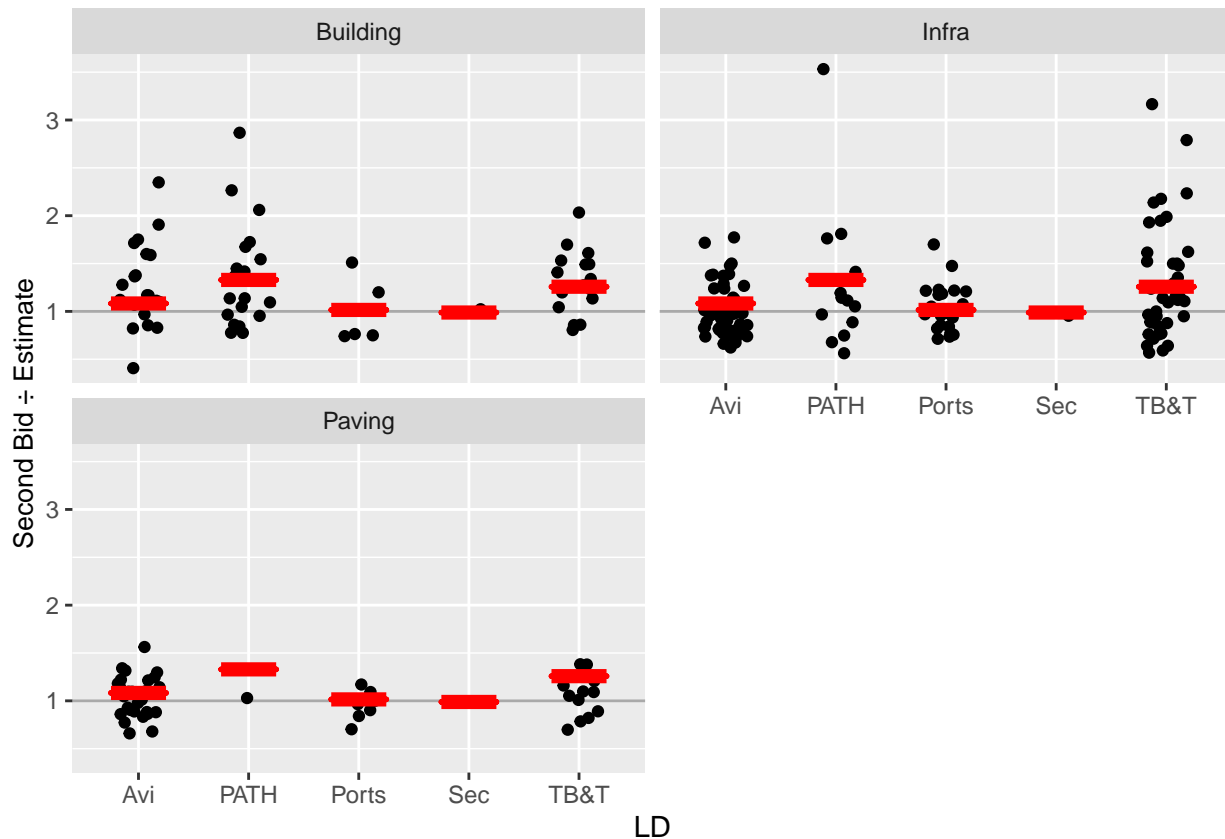 Building
Infra
Second Bid ÷ Estimate
3
2
1
Avi PATH Ports Sec TB&T
Paving
3
2
1
Avi PATH Ports Sec TB&T
LD